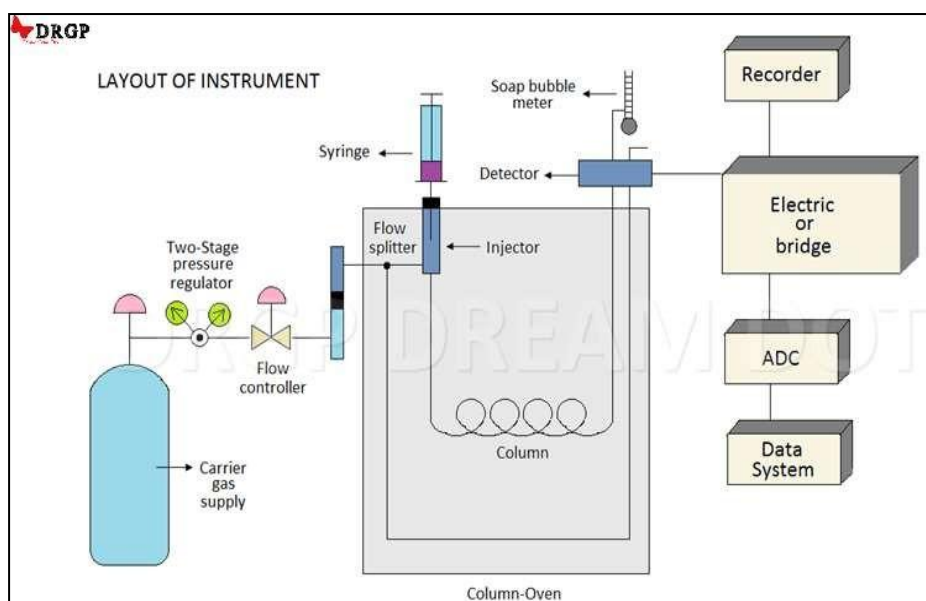 DRGP
LAYOUT OF INSTRUMENT
Soap bubble
meter
Recorder
Syringe
Detector
Electric
or
bridge
Flow
splitter
Injector
Two-Stage
pressure
regulator
Flow
controller
DRGP DREAM DOT
ADC
Column
Carrier
gas
supply
Data
System
Column-Oven